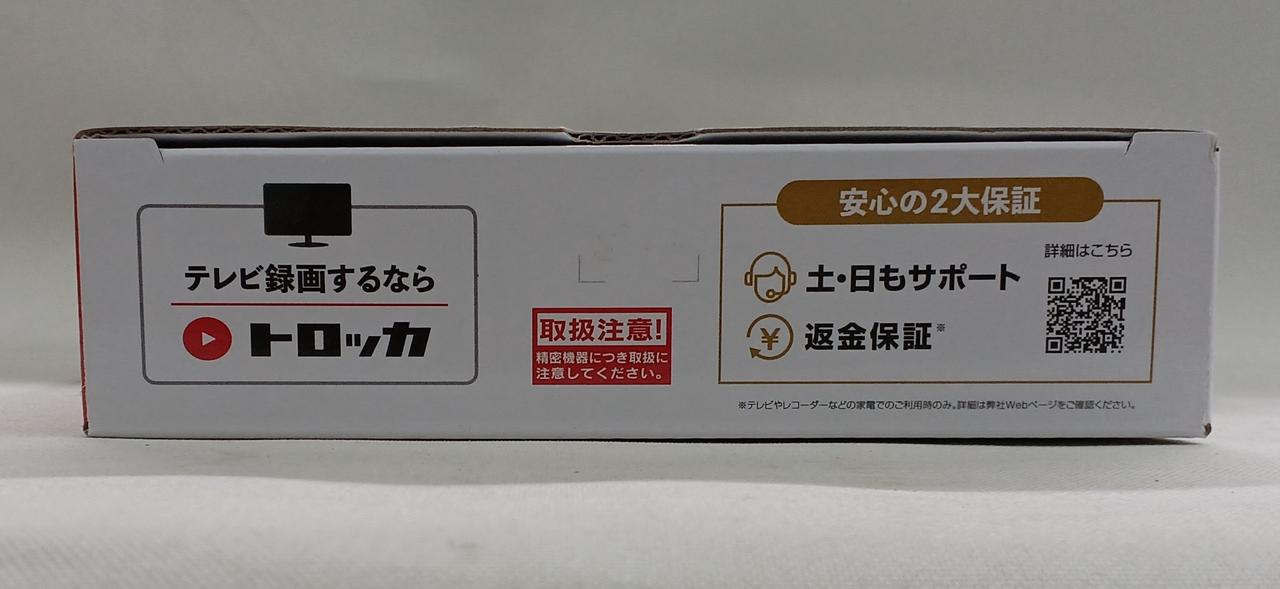 テレビ録画するなら
トロッカ
取扱注意!
精密機器につき取扱に
注意してください。
安心の2大保証
詳細はこちら
土・日もサポート
返金保証※
※テレビやレコーダーなどの家電でのご利用時のみ。詳細は弊社Webページをご確認ください。